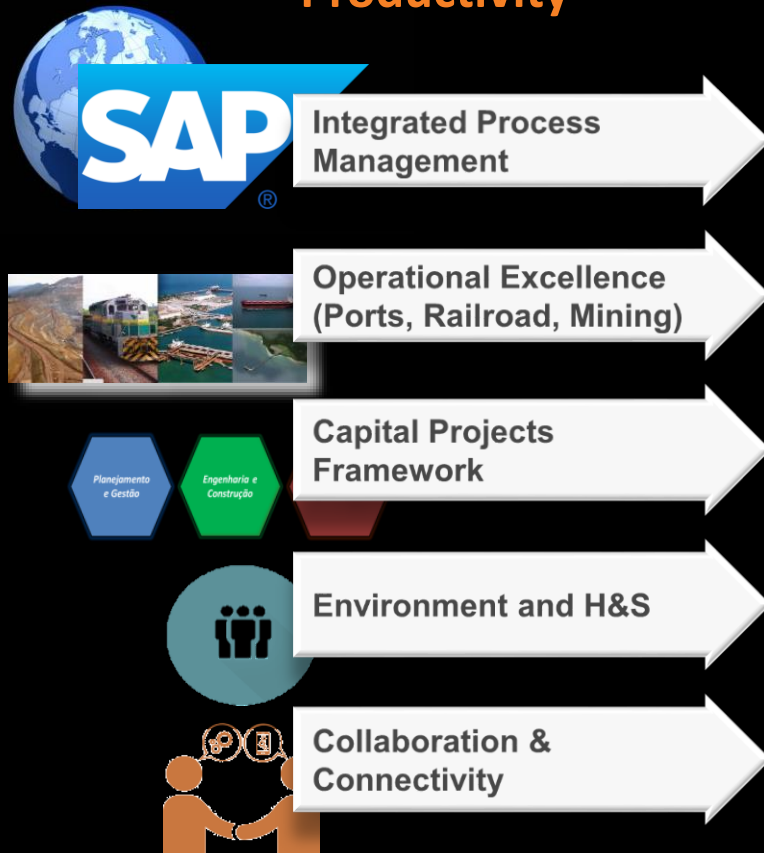 Productivity
SAP
®
Integrated Process
Management
Operational Excellence
(Ports, Railroad, Mining)
Capital Projects
Framework
Planejamento
e Gestão
Engenharia e
Construção
Environment and H&S
Collaboration &
Connectivity